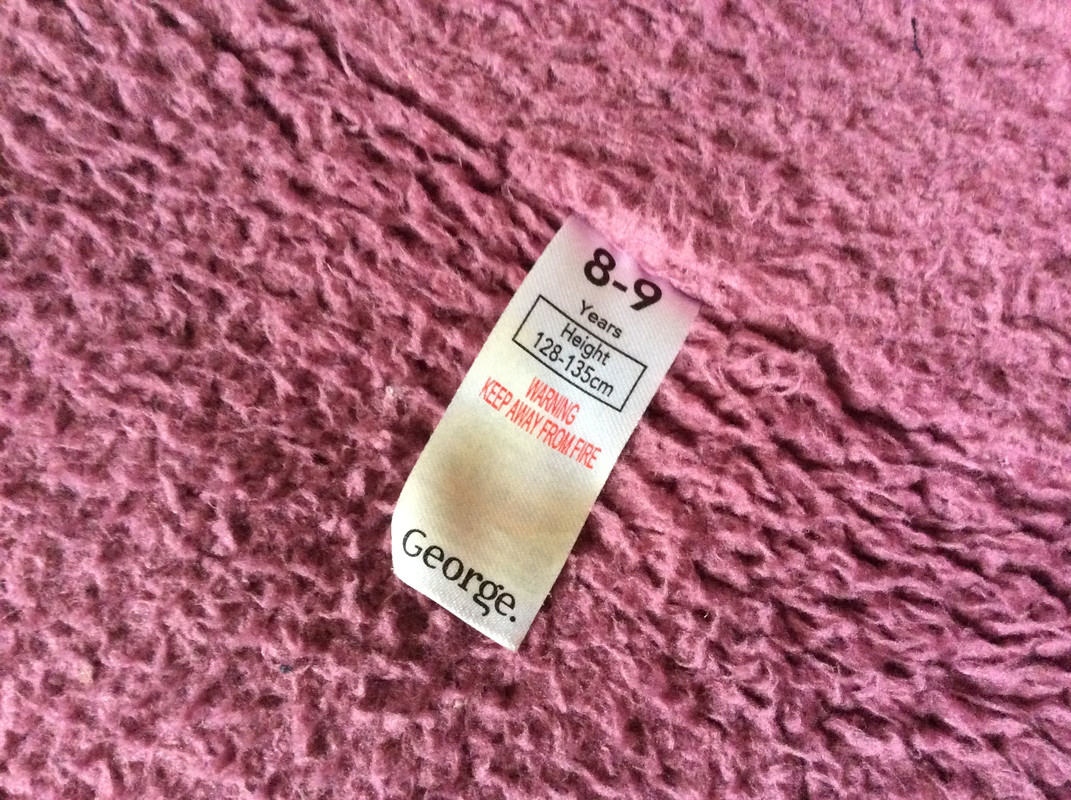 8-9
Years
Height
128-135cm
WARNING
KEEP AWAY FROM FIRE
George.